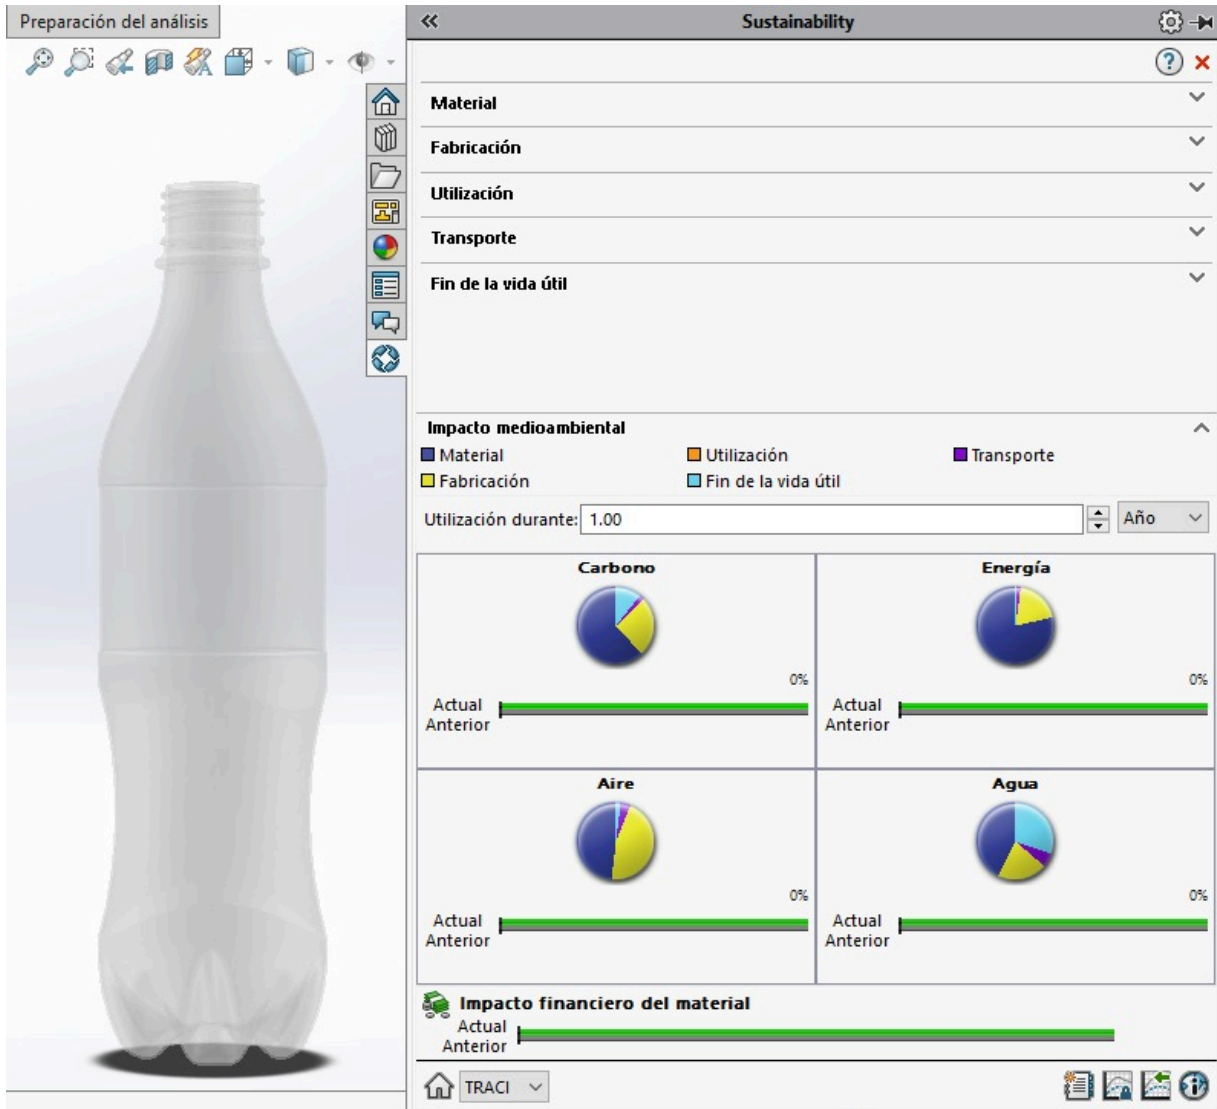 Preparación del análisis
Sustainability
Material
Fabricación
Utilización
Transporte
Fin de la vida útil
Impacto medioambiental
Material
Utilización
Transporte
Fabricación
Fin de la vida útil
Utilización durante: 1.00 Año
Carbono
0%
Actual
Anterior
Energía
0%
Actual
Anterior
Aire
0%
Actual
Anterior
Agua
0%
Actual
Anterior
Impacto financiero del material
Actual
Anterior
TRACI